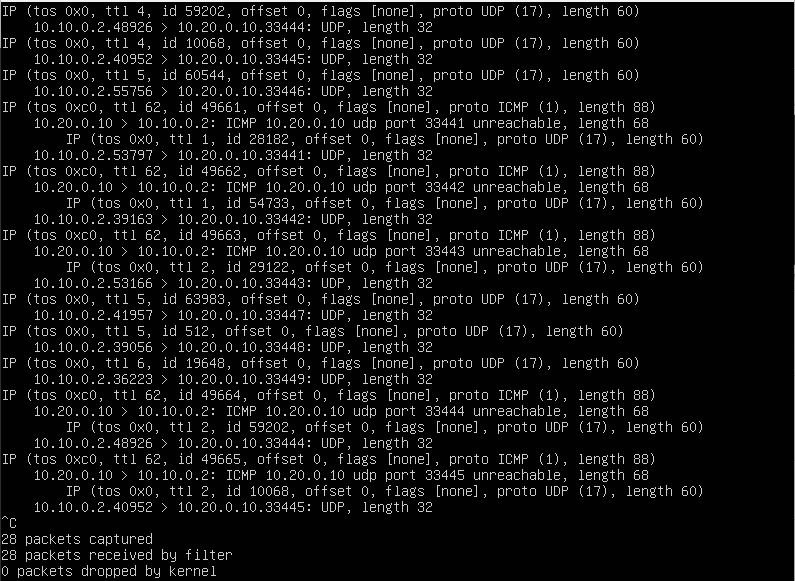 IP (tos 0x0, ttl 4, id 59202, offset 0, flags [none], proto UDP (17), length 60)
10.10.0.2.48926 > 10.20.0.10.33444: UDP, length 32
IP (tos 0x0, ttl 4, id 10068, offset 0, flags [none], proto UDP (17), length 60)
10.10.0.2.40952 > 10.20.0.10.33445: UDP, length 32
IP (tos 0x0, ttl 5, id 60544, offset 0, flags [none], proto UDP (17), length 60)
10.10.0.2.55756 > 10.20.0.10.33446: UDP, length 32
IP (tos 0xc0, ttl 62, id 49661, offset 0, flags [none], proto ICMP (1), length 88)
10.20.0.10 > 10.10.0.2: ICMP 10.20.0.10 udp port 33441 unreachable, length 68
IP (tos 0x0, ttl 1, id 28182, offset 0, flags [none], proto UDP (17), length 60)
10.10.0.2.53797 > 10.20.0.10.33441: UDP, length 32
IP (tos 0xc0, ttl 62, id 49662, offset 0, flags [none], proto ICMP (1), length 88)
10.20.0.10 > 10.10.0.2: ICMP 10.20.0.10 udp port 33442 unreachable, length 68
IP (tos 0x0, ttl 1, id 54733, offset 0, flags [none], proto UDP (17), length 60)
10.10.0.2.39163 > 10.20.0.10.33442: UDP, length 32
IP (tos 0xc0, ttl 62, id 49663, offset 0, flags [none], proto ICMP (1), length 88)
10.20.0.10 > 10.10.0.2: ICMP 10.20.0.10 udp port 33443 unreachable, length 68
IP (tos 0x0, ttl 2, id 29122, offset 0, flags [none], proto UDP (17), length 60)
10.10.0.2.53166 > 10.20.0.10.33443: UDP, length 32
IP (tos 0x0, ttl 5, id 63983, offset 0, flags [none], proto UDP (17), length 60)
10.10.0.2.41957 > 10.20.0.10.33447: UDP, length 32
IP (tos 0x0, ttl 5, id 512, offset 0, flags [none], proto UDP (17), length 60)
10.10.0.2.39056 > 10.20.0.10.33448: UDP, length 32
IP (tos 0x0, ttl 6, id 19648, offset 0, flags [none], proto UDP (17), length 60)
10.10.0.2.36223 > 10.20.0.10.33449: UDP, length 32
IP (tos 0xc0, ttl 62, id 49664, offset 0, flags [none], proto ICMP (1), length 88)
10.20.0.10 > 10.10.0.2: ICMP 10.20.0.10 udp port 33444 unreachable, length 68
IP (tos 0x0, ttl 2, id 59202, offset 0, flags [none], proto UDP (17), length 60)
10.10.0.2.48926 > 10.20.0.10.33444: UDP, length 32
IP (tos 0xc0, ttl 62, id 49665, offset 0, flags [none], proto ICMP (1), length 88)
10.20.0.10 > 10.10.0.2: ICMP 10.20.0.10 udp port 33445 unreachable, length 68
IP (tos 0x0, ttl 2, id 10068, offset 0, flags [none], proto UDP (17), length 60)
10.10.0.2.40952 > 10.20.0.10.33445: UDP, length 32
^C
28 packets captured
28 packets received by filter
0 packets dropped by kernel